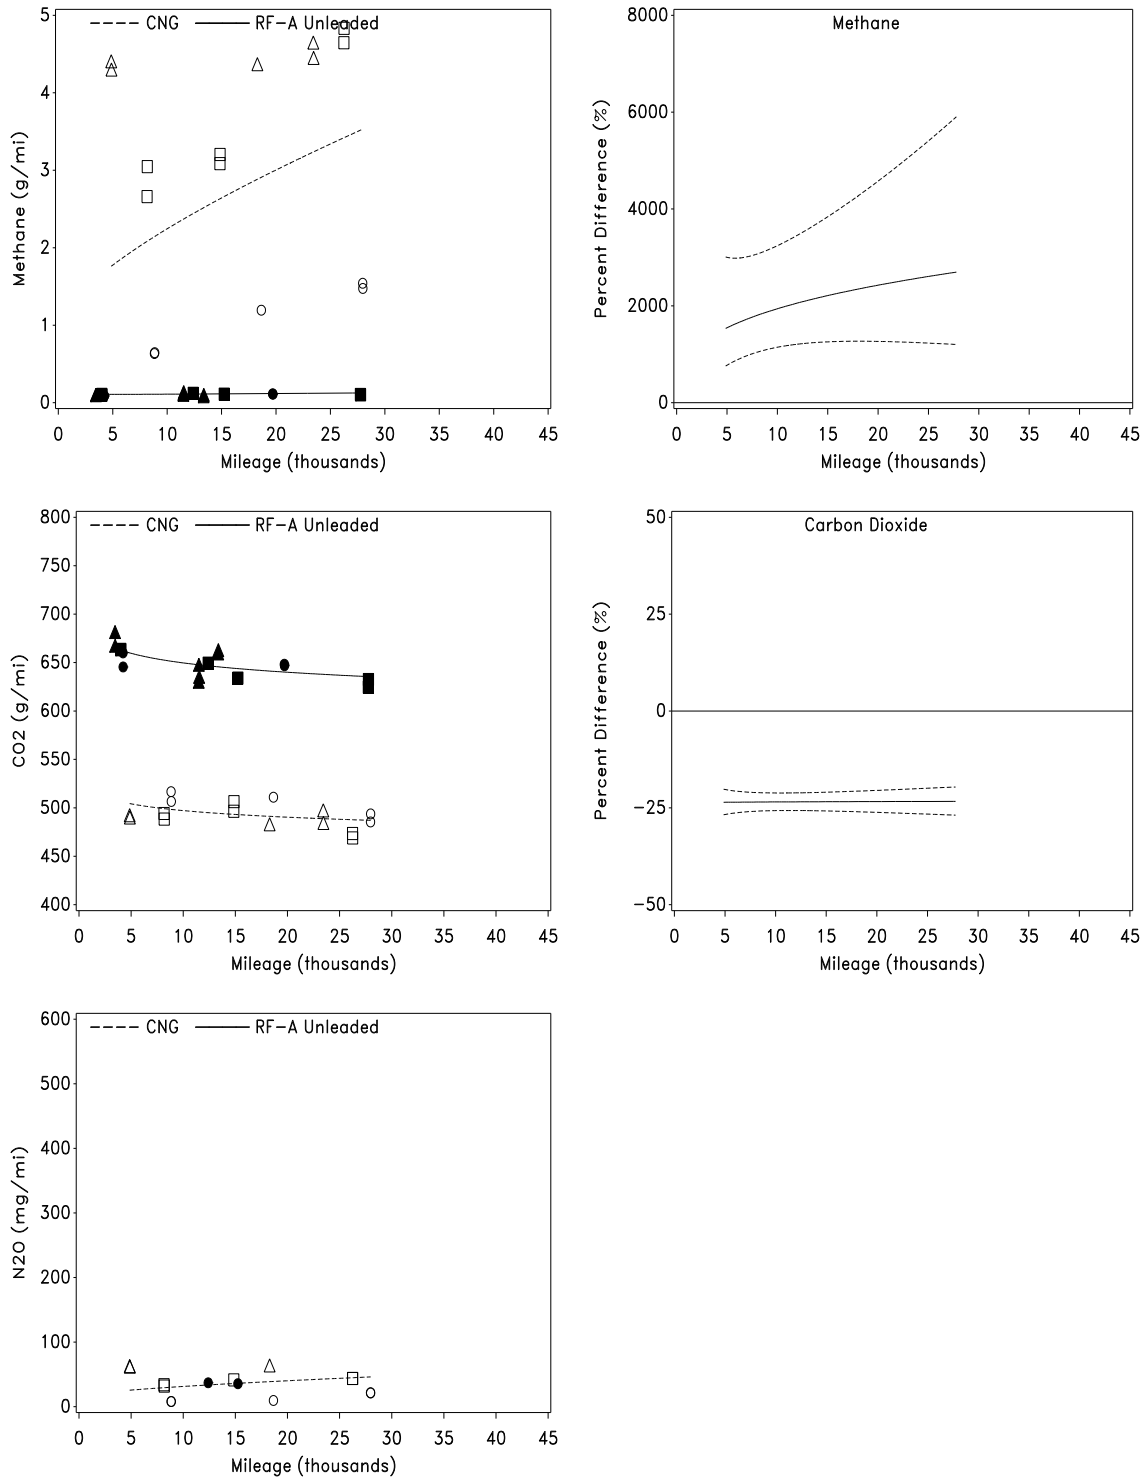 CNG RF-A Unleaded
5
4
3
2
1
0
Methane (g/mi)
0 5 10 15 20 25 30 35 40 45
Mileage (thousands)
Methane
8000
6000
4000
2000
0
Percent Difference (%)
0 5 10 15 20 25 30 35 40 45
Mileage (thousands)
CNG RF-A Unleaded
800
750
700
650
600
550
500
450
400
CO2 (g/mi)
0 5 10 15 20 25 30 35 40 45
Mileage (thousands)
Carbon Dioxide
50
25
0
-25
-50
Percent Difference (%)
0 5 10 15 20 25 30 35 40 45
Mileage (thousands)
CNG RF-A Unleaded
600
500
400
300
200
100
0
N2O (mg/mi)
0 5 10 15 20 25 30 35 40 45
Mileage (thousands)